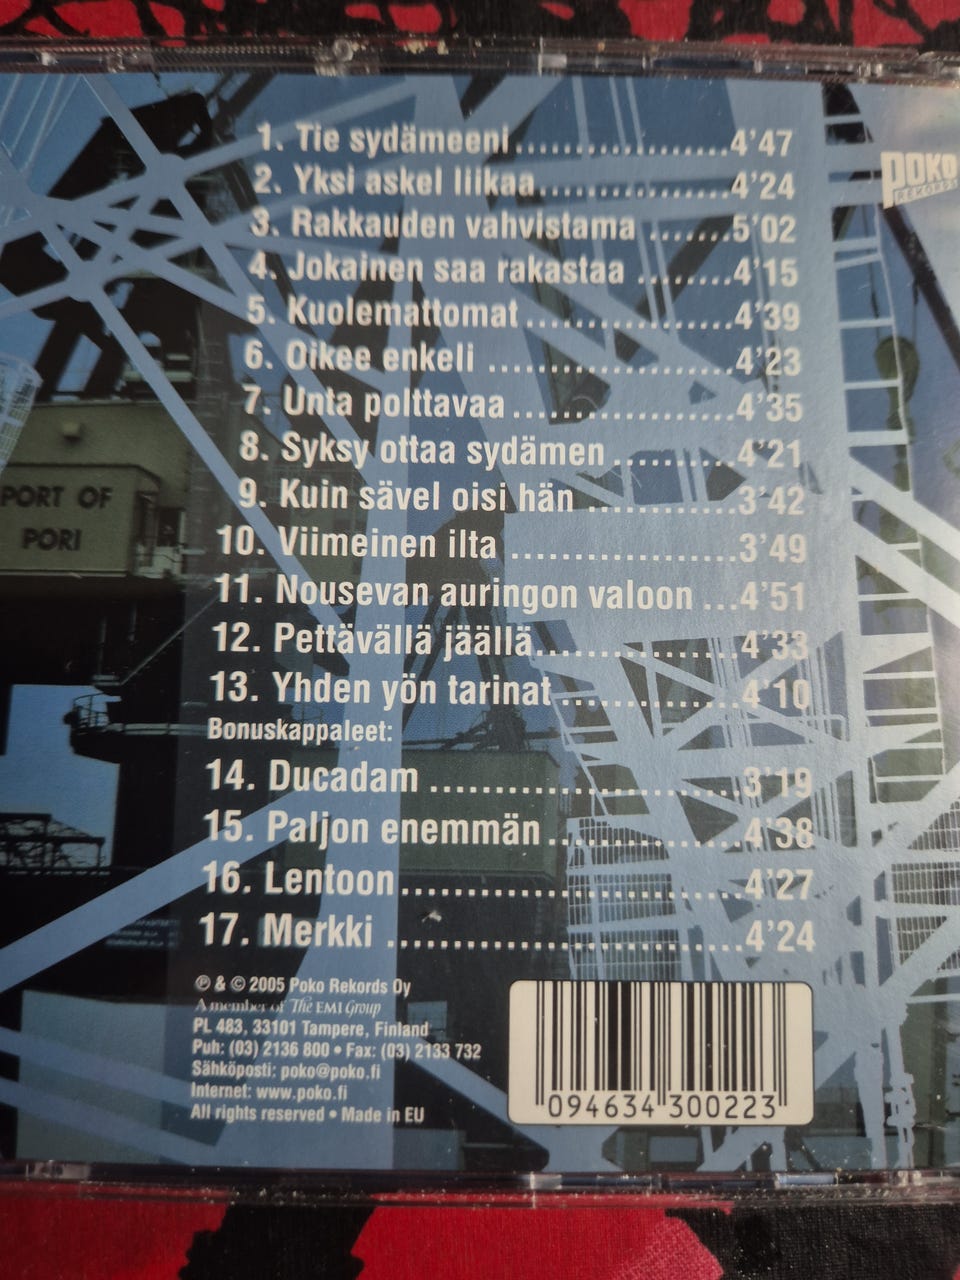 1. Tie sydämeeni..................4'47
2. Yksi askel liikaa................4'24
3. Rakkauden vahvistama .......5'02
4. Jokainen saa rakastaa ........4'15
5. Kuolemattomat..................4'39
6. Oikee enkeli .....................4'23
7. Unta polttavaa...................4'35
8. Syksy ottaa sydämen ..........4'21
9. Kuin sävel oisi hän .............3'42
10. Viimeinen ilta ....................3'49
11. Nousevan auringon valoon ...4'51
12. Pettävällä jäällä..................4'33
13. Yhden yön tarinat ...............4'10
Bonuskappaleet:
14. Ducadam ..........................3'19
15. Paljon enemmän ................4'38
16. Lentoon............................4'27
17. Merkki .............................4'24
℗ & © 2005 Poko Rekords Oy
A member of The EMI Group
PL 483, 33101 Tampere, Finland
Puh: (03) 2136 800 • Fax: (03) 2133 732
Sähköposti: poko@poko.fi
Internet: www.poko.fi
All rights reserved • Made in EU
094634 300223
POKO
REKORDS
PORT OF
PORI